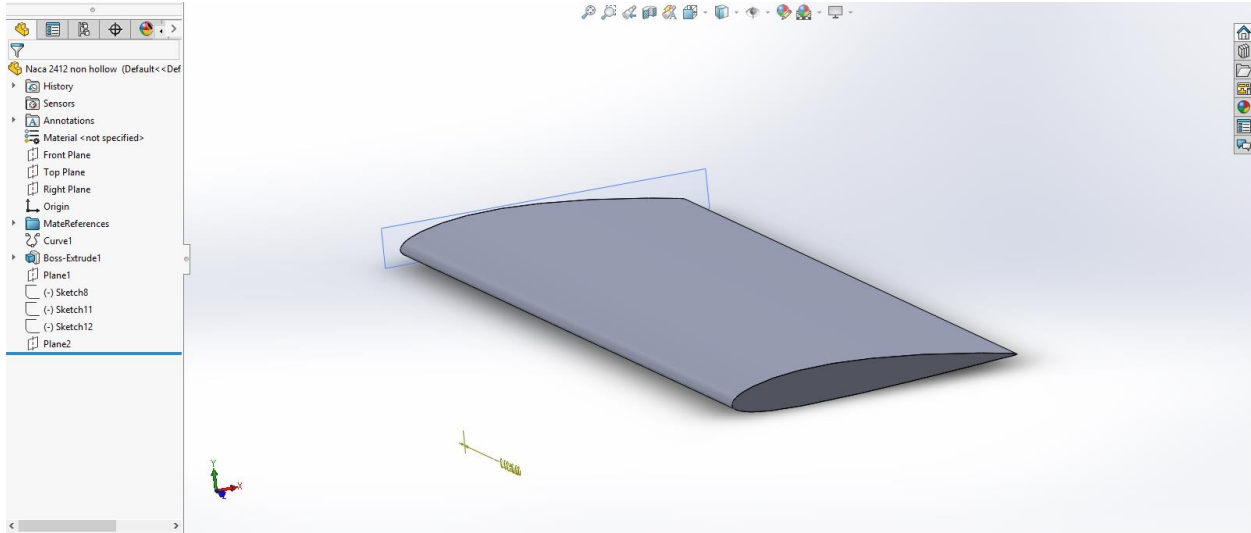 Naca 2412 non hollow (Default<<Def
History
Sensors
Annotations
Material <not specified>
Front Plane
Top Plane
Right Plane
Origin
MateReferences
Curve1
Boss-Extrude1
Plane1
(-) Sketch8
(-) Sketch11
(-) Sketch12
Plane2
Y
X